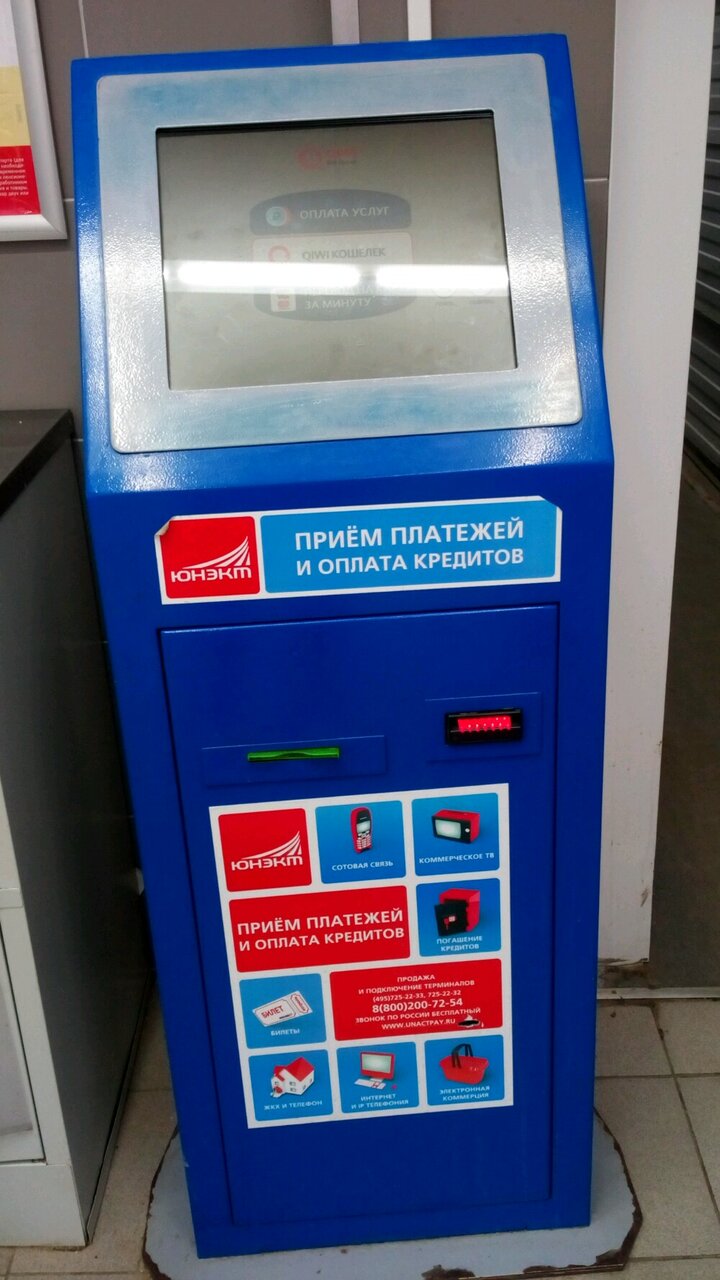 ОПЛАТА УСЛУГ
QIWI КОШЕЛЕК
ЗА МИНУТУ
ЮНЭКТ
ПРИЁМ ПЛАТЕЖЕЙ
И ОПЛАТА КРЕДИТОВ
ЮНЭКТ
СОТОВАЯ СВЯЗЬ
КОММЕРЧЕСКОЕ ТВ
ПРИЁМ ПЛАТЕЖЕЙ
И ОПЛАТА КРЕДИТОВ
ПОГАШЕНИЕ
КРЕДИТОВ
БИЛЕТ
БИЛЕТЫ
ПРОДАЖА
И ПОДКЛЮЧЕНИЕ ТЕРМИНАЛОВ
(495)725-22-33, 725-22-32
8(800)200-72-54
ЗВОНОК ПО РОССИИ БЕСПЛАТНЫЙ
WWW.UNACTPAY.RU
ЖКХ И ТЕЛЕФОН
ИНТЕРНЕТ
И IP ТЕЛЕФОНИЯ
ЭЛЕКТРОННАЯ
КОММЕРЦИЯ